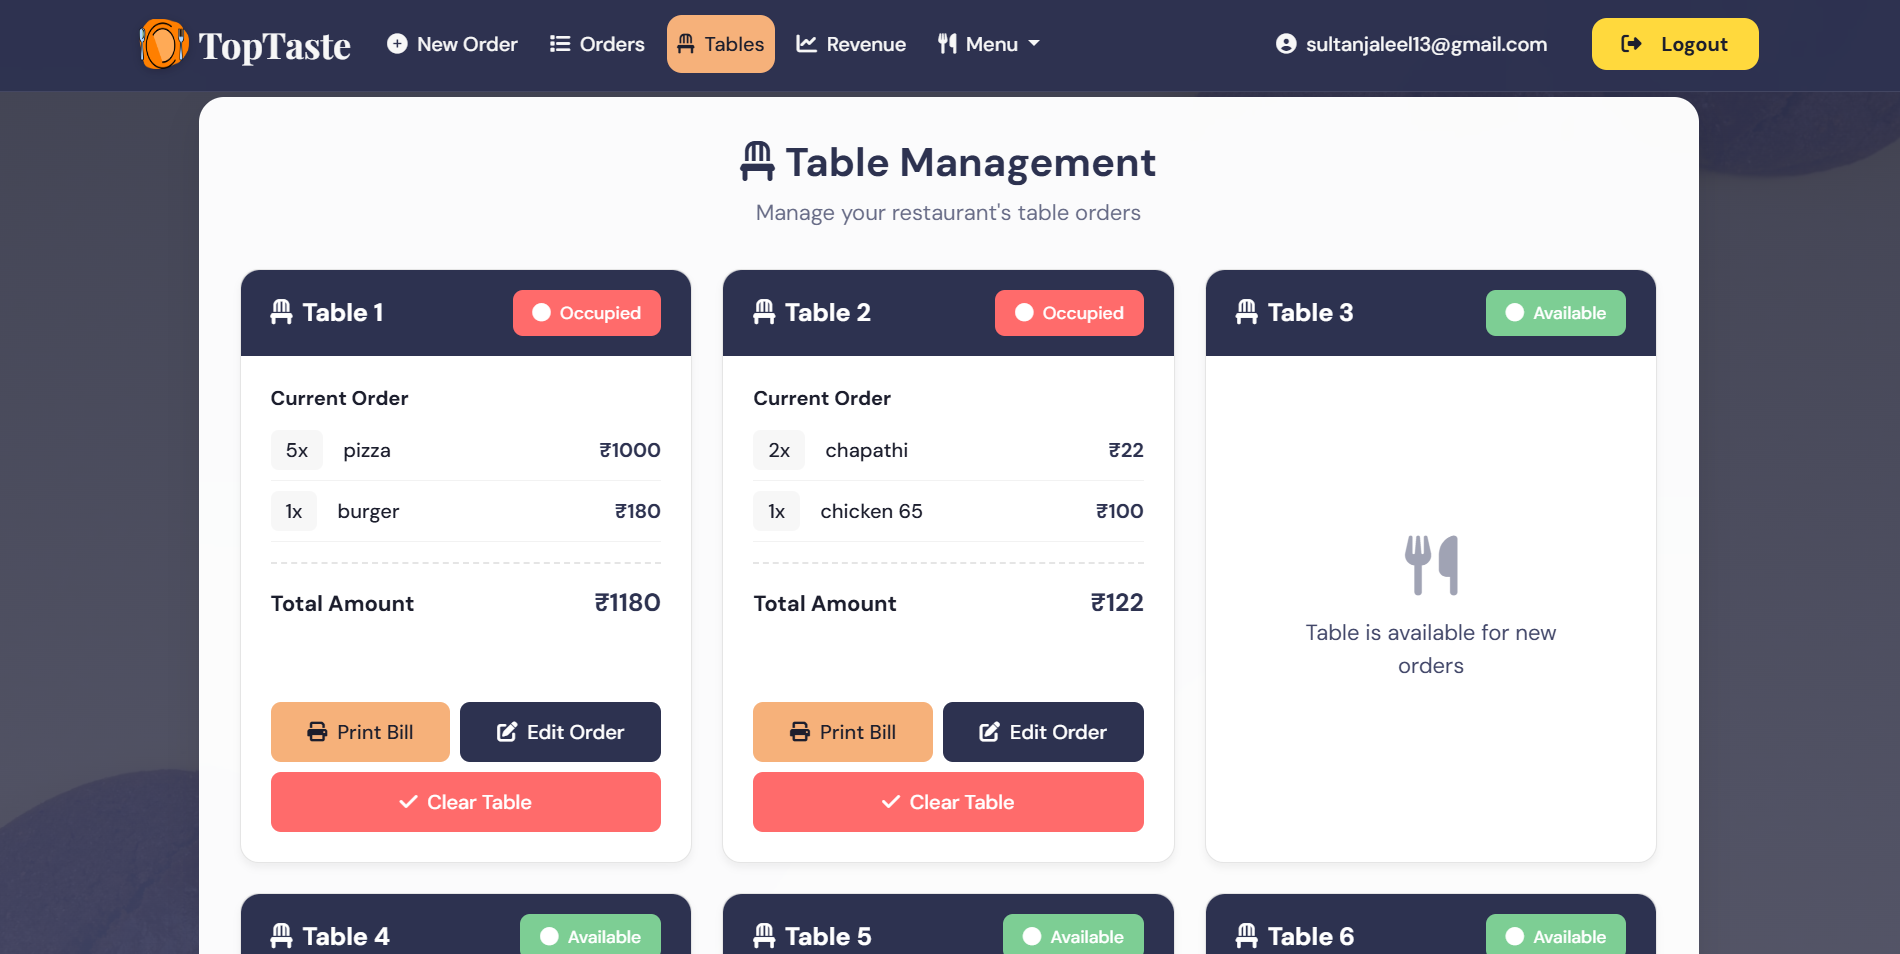 TopTaste
New Order
Orders
Tables
Revenue
Menu
sultanjaleel13@gmail.com
Logout
Table Management
Manage your restaurant's table orders
Table 1
Occupied
Current Order
5x pizza ₹1000
1x burger ₹180
Total Amount ₹1180
Print Bill
Edit Order
Clear Table
Table 2
Occupied
Current Order
2x chapathi ₹22
1x chicken 65 ₹100
Total Amount ₹122
Print Bill
Edit Order
Clear Table
Table 3
Available
Table is available for new
orders
Table 4
Available
Table 5
Available
Table 6
Available